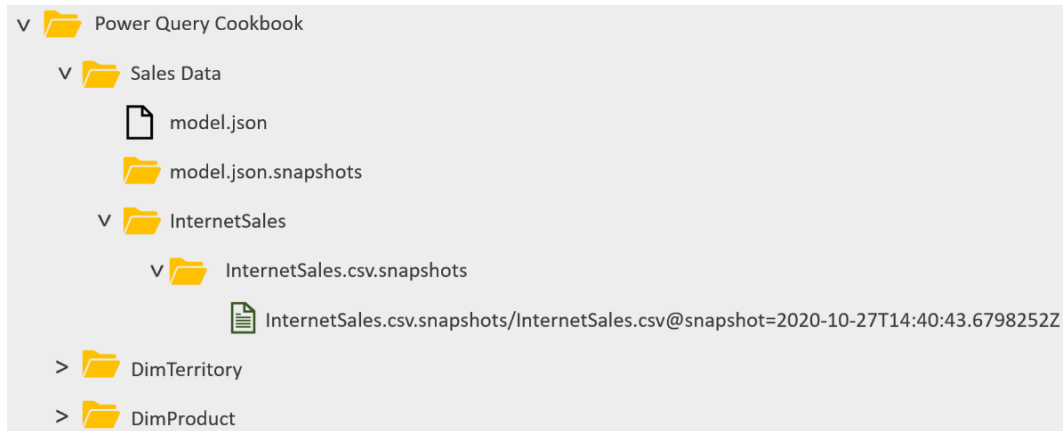 Power Query Cookbook
Sales Data
model.json
model.json.snapshots
InternetSales
InternetSales.csv.snapshots
InternetSales.csv.snapshots/InternetSales.csv@snapshot=2020-10-27T14:40:43.6798252Z
DimTerritory
DimProduct